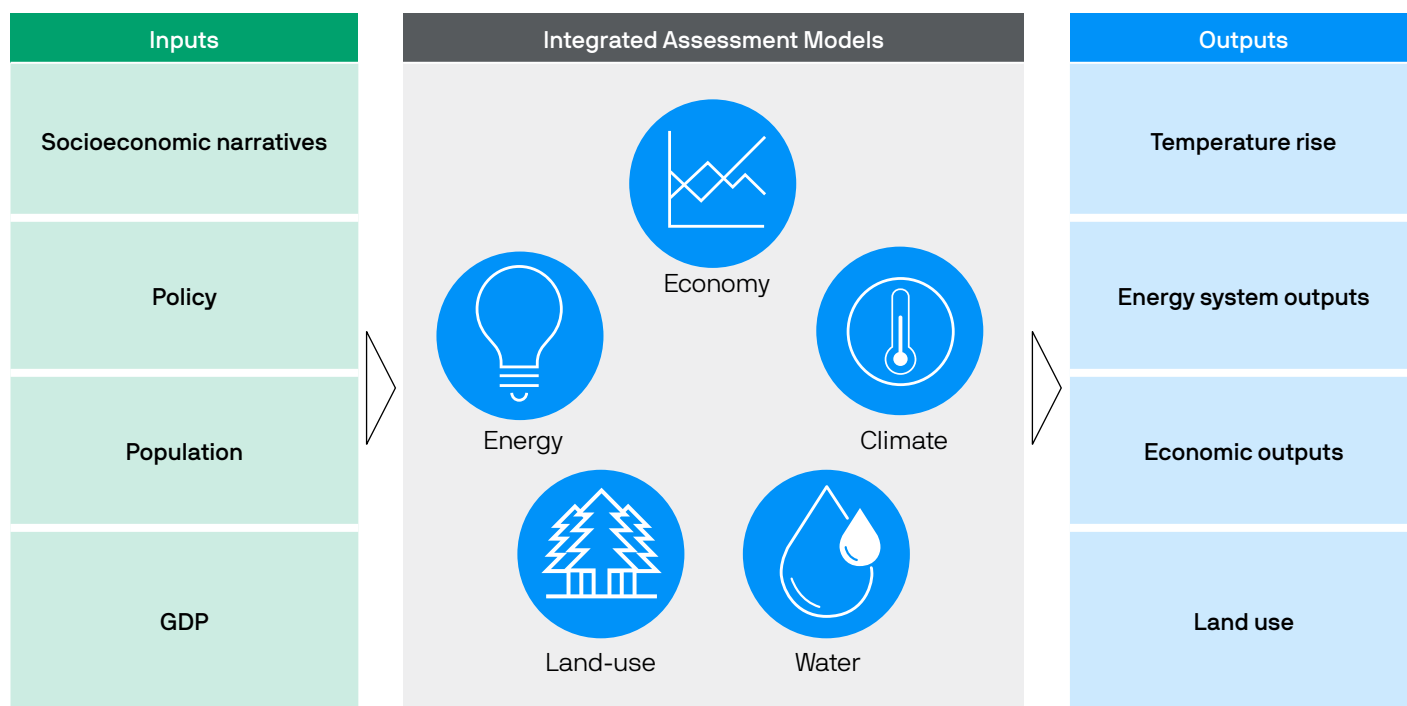 Inputs
Socioeconomic narratives
Policy
Population
GDP
Integrated Assessment Models
Economy
Energy
Climate
Land-use
Water
Outputs
Temperature rise
Energy system outputs
Economic outputs
Land use